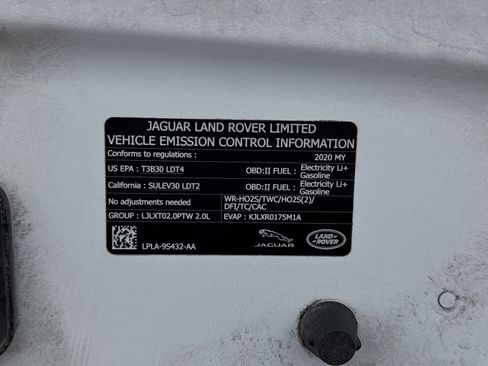 JAGUAR LAND ROVER LIMITED
VEHICLE EMISSION CONTROL INFORMATION
Conforms to regulations : 2020 MY
US EPA : T3B30 LDT4 OBD:II FUEL : Electricity Li+ Gasoline
California : SULEV30 LDT2 OBD:II FUEL : Electricity Li+ Gasoline
No adjustments needed WR-HO2S/TWC/HO2S(2)/
DFI/TC/CAC
GROUP : LJLXT02.0PTW 2.0L EVAP : KJLXR0175M1A
LPLA-9S432-AA
JAGUAR
LAND ROVER